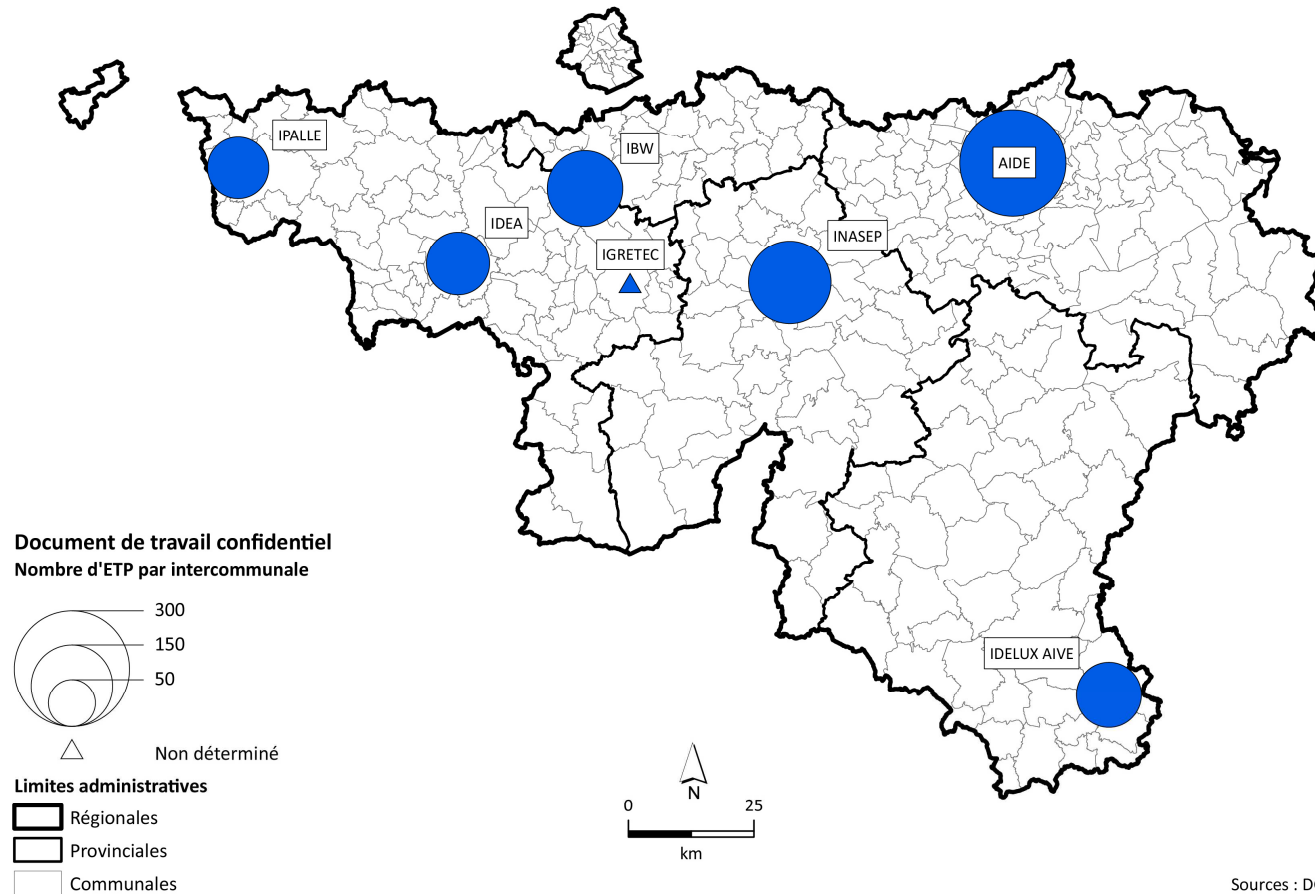 IPALLE
IBW
AIDE
IDEA
INASEP
IGRETEC
IDELUX AIVE
Document de travail confidentiel
Nombre d'ETP par intercommunale
300
150
50
Non déterminé
Limites administratives
Régionales
Provinciales
Communales
N
0 25
km
Sources :